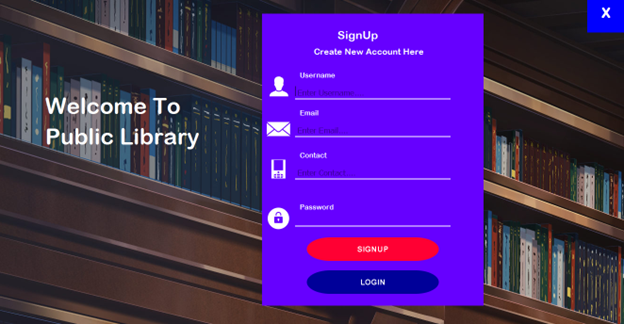 X
SignUp
Create New Account Here
Welcome To
Public Library
Username
Enter Username....
Email
Enter Email....
Contact
Enter Contact....
Password
SIGNUP
LOGIN